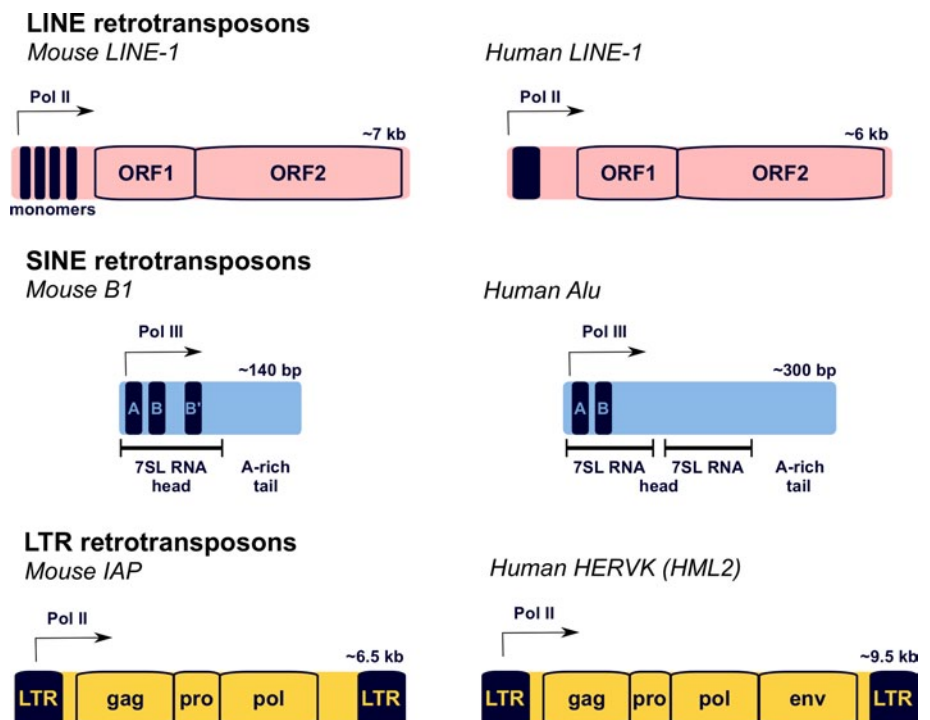 LINE retrotransposons
Mouse LINE-1
Human LINE-1
Pol II
~7 kb
ORF1
ORF2
monomers
Pol II
~6 kb
ORF1
ORF2
SINE retrotransposons
Mouse B1
Human Alu
Pol III
~140 bp
A
B
B'
7SL RNA
head
A-rich
tail
Pol III
~300 bp
A
B
7SL RNA
7SL RNA
head
A-rich
tail
LTR retrotransposons
Mouse IAP
Human HERVK (HML2)
Pol II
~6.5 kb
LTR
gag
pro
pol
LTR
Pol II
~9.5 kb
LTR
gag
pro
pol
env
LTR